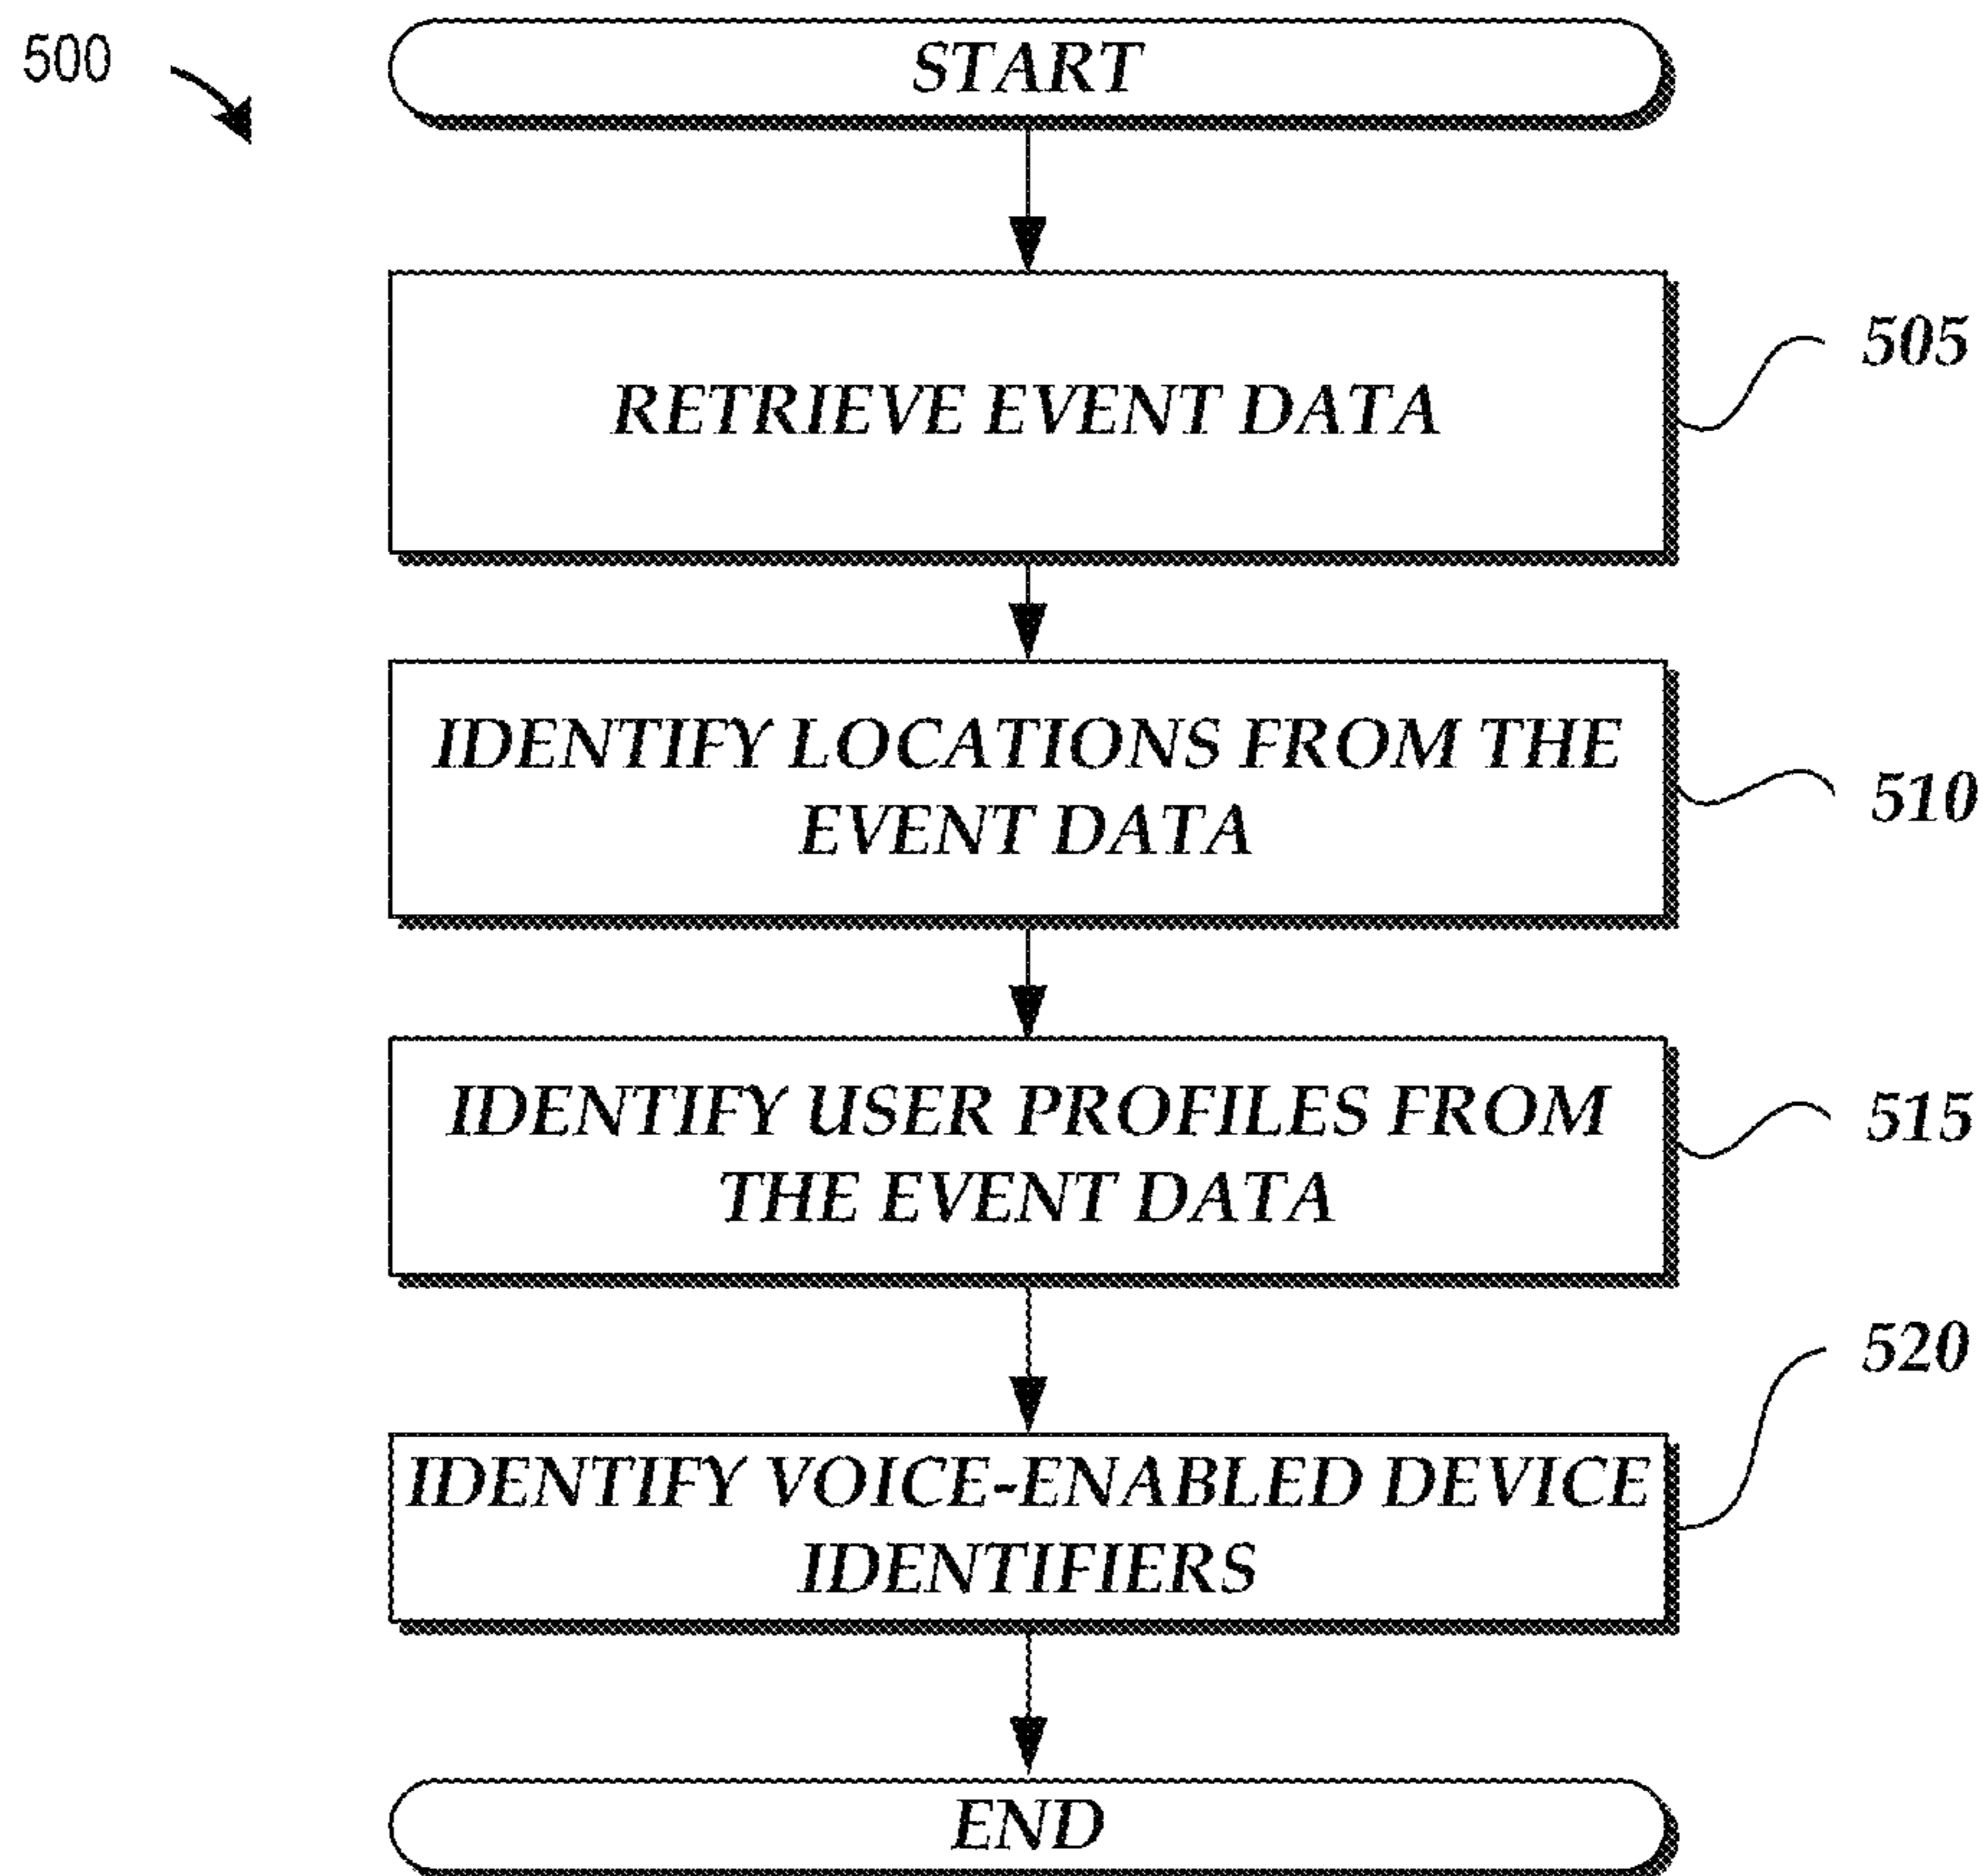 500
START
RETRIEVE EVENT DATA
505
IDENTIFY LOCATIONS FROM THE
EVENT DATA
510
IDENTIFY USER PROFILES FROM
THE EVENT DATA
515
520
IDENTIFY VOICE-ENABLED DEVICE
IDENTIFIERS
END